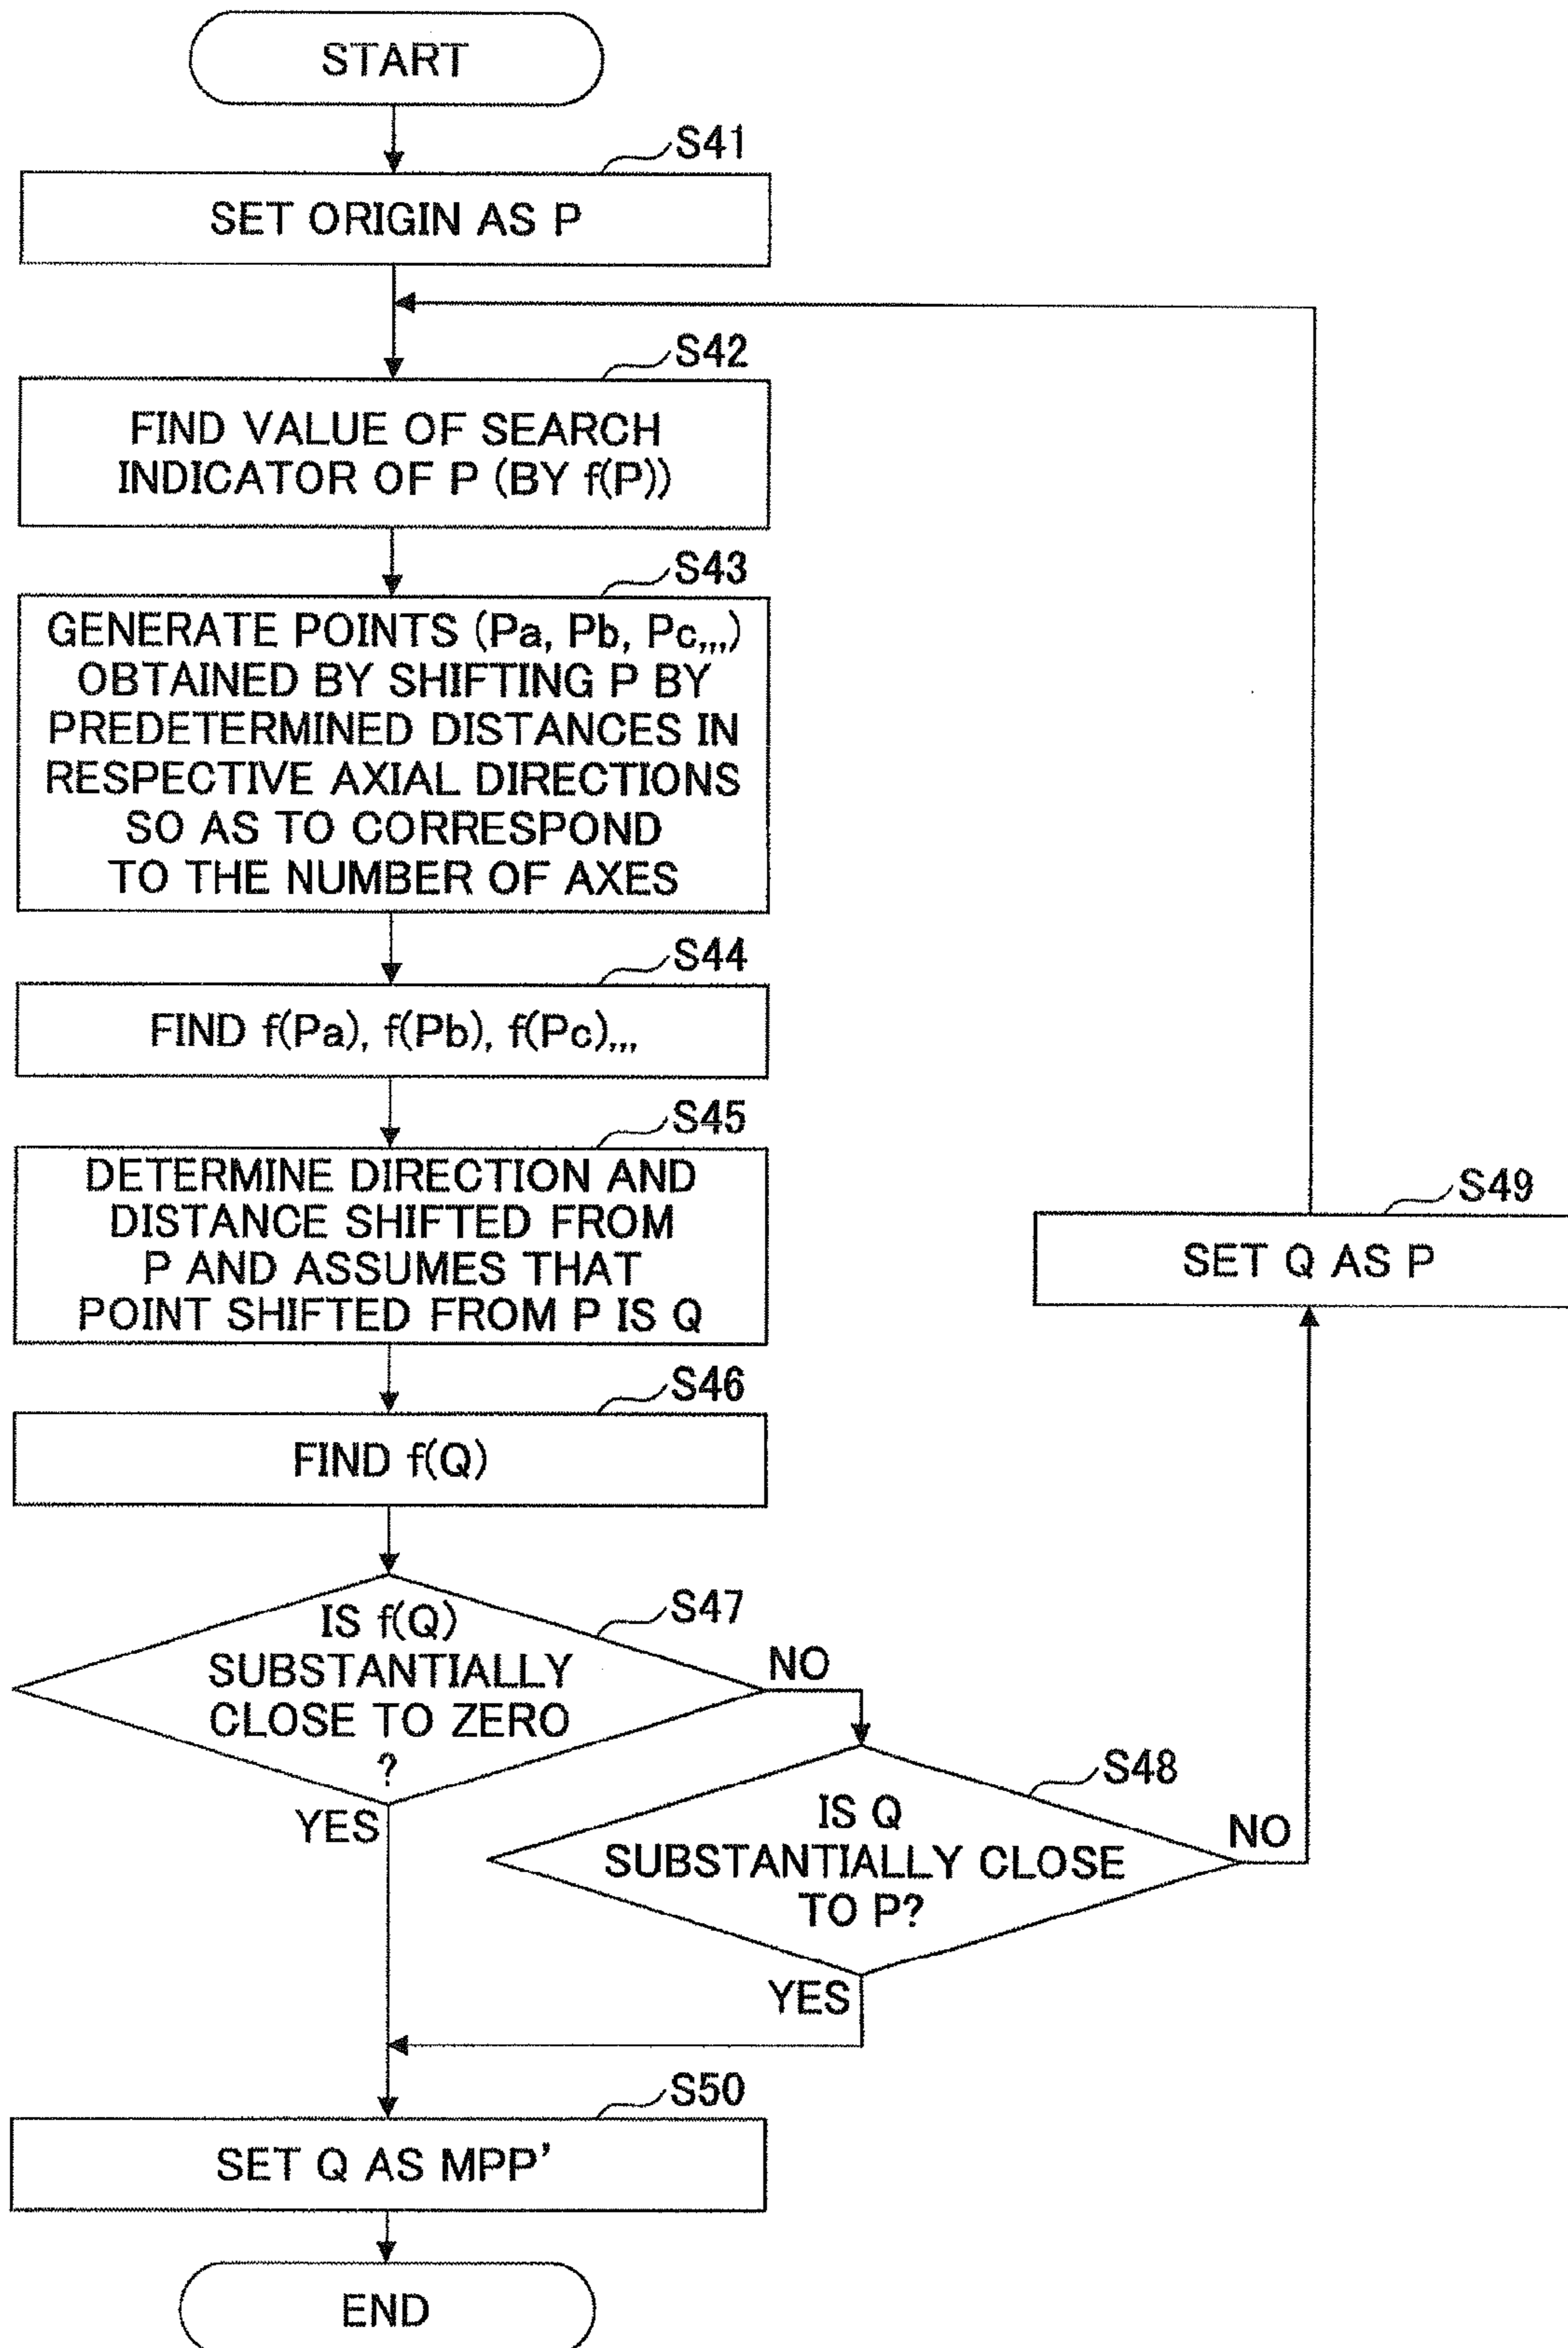 START
S41
SET ORIGIN AS P
S42
FIND VALUE OF SEARCH
INDICATOR OF P (BY f(P))
S43
GENERATE POINTS (Pa, Pb, Pc,,,)
OBTAINED BY SHIFTING P BY
PREDETERMINED DISTANCES IN
RESPECTIVE AXIAL DIRECTIONS
SO AS TO CORRESPOND
TO THE NUMBER OF AXES
S44
FIND f(Pa), f(Pb), f(Pc),,,
S45
DETERMINE DIRECTION AND
DISTANCE SHIFTED FROM
P AND ASSUMES THAT
POINT SHIFTED FROM P IS Q
S49
SET Q AS P
S46
FIND f(Q)
S47
IS f(Q)
SUBSTANTIALLY
CLOSE TO ZERO
?
NO
YES
S48
IS Q
SUBSTANTIALLY CLOSE
TO P?
NO
YES
S50
SET Q AS MPP'
END